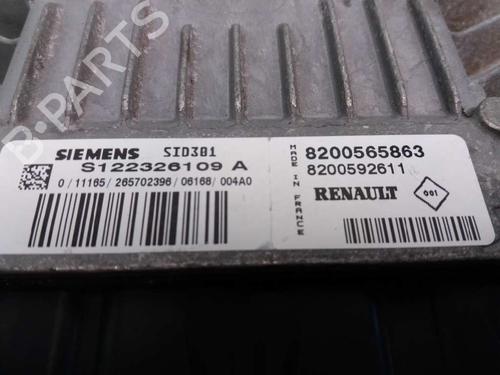 B-PARTS
SIEMENS SID301
S122326109 A
0/11165/265702396/06168/004A0
MADE IN FRANCE
8200565863
8200592611
RENAULT
001